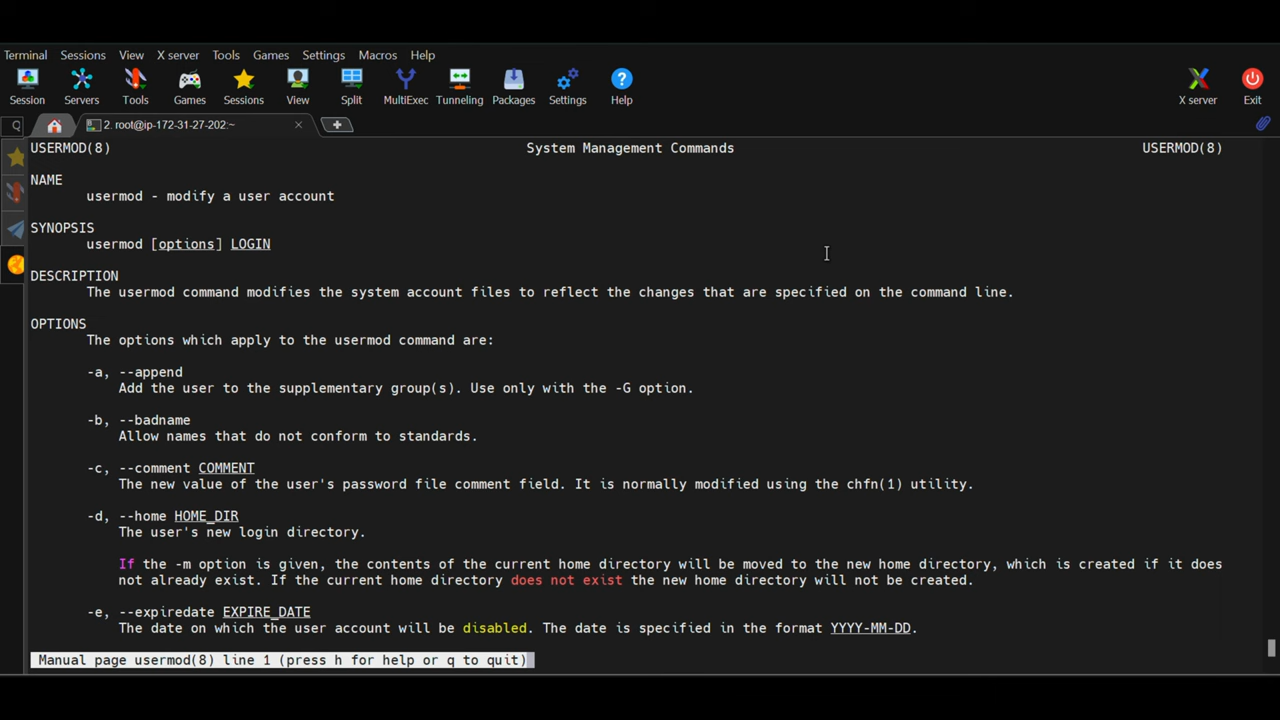 Terminal Sessions View X server Tools Games Settings Macros Help
Session Servers Tools Games Sessions View Split MultiExec Tunneling Packages Settings Help X server Exit
2. root@ip-172-31-27-202:~
USERMOD(8) System Management Commands USERMOD(8)
NAME
usermod - modify a user account
SYNOPSIS
usermod [options] LOGIN
DESCRIPTION
The usermod command modifies the system account files to reflect the changes that are specified on the command line.
OPTIONS
The options which apply to the usermod command are:
-a, --append
Add the user to the supplementary group(s). Use only with the -G option.
-b, --badname
Allow names that do not conform to standards.
-c, --comment COMMENT
The new value of the user's password file comment field. It is normally modified using the chfn(1) utility.
-d, --home HOME_DIR
The user's new login directory.
If the -m option is given, the contents of the current home directory will be moved to the new home directory, which is created if it does
not already exist. If the current home directory does not exist the new home directory will not be created.
-e, --expiredate EXPIRE_DATE
The date on which the user account will be disabled. The date is specified in the format YYYY-MM-DD.
Manual page usermod(8) line 1 (press h for help or q to quit)